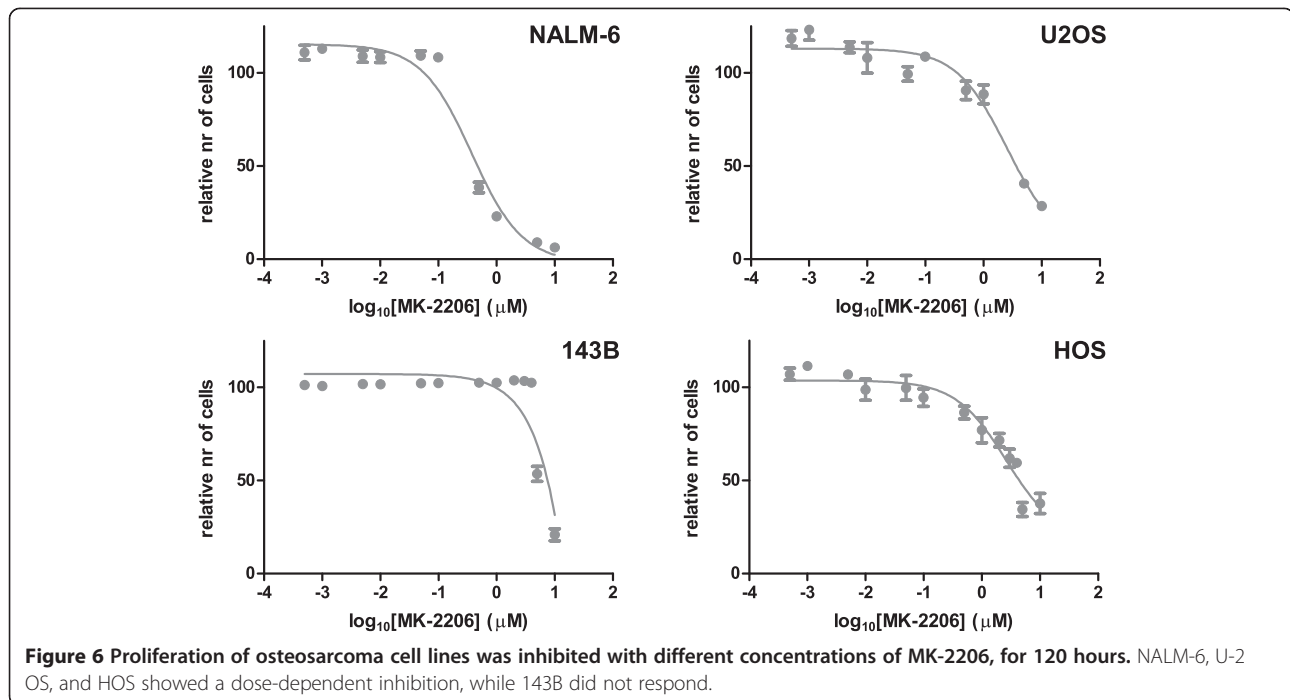 NALM-6
100
50
0
relative nr of cells
-4 -3 -2 -1 0 1 2
log₁₀[MK-2206] (μM)
U2OS
100
50
0
relative nr of cells
-4 -3 -2 -1 0 1 2
log₁₀[MK-2206] (μM)
143B
100
50
0
relative nr of cells
-4 -3 -2 -1 0 1 2
log₁₀[MK-2206] (μM)
HOS
100
50
0
relative nr of cells
-4 -3 -2 -1 0 1 2
log₁₀[MK-2206] (μM)
Figure 6 Proliferation of osteosarcoma cell lines was inhibited with different concentrations of MK-2206, for 120 hours. NALM-6, U-2
OS, and HOS showed a dose-dependent inhibition, while 143B did not respond.